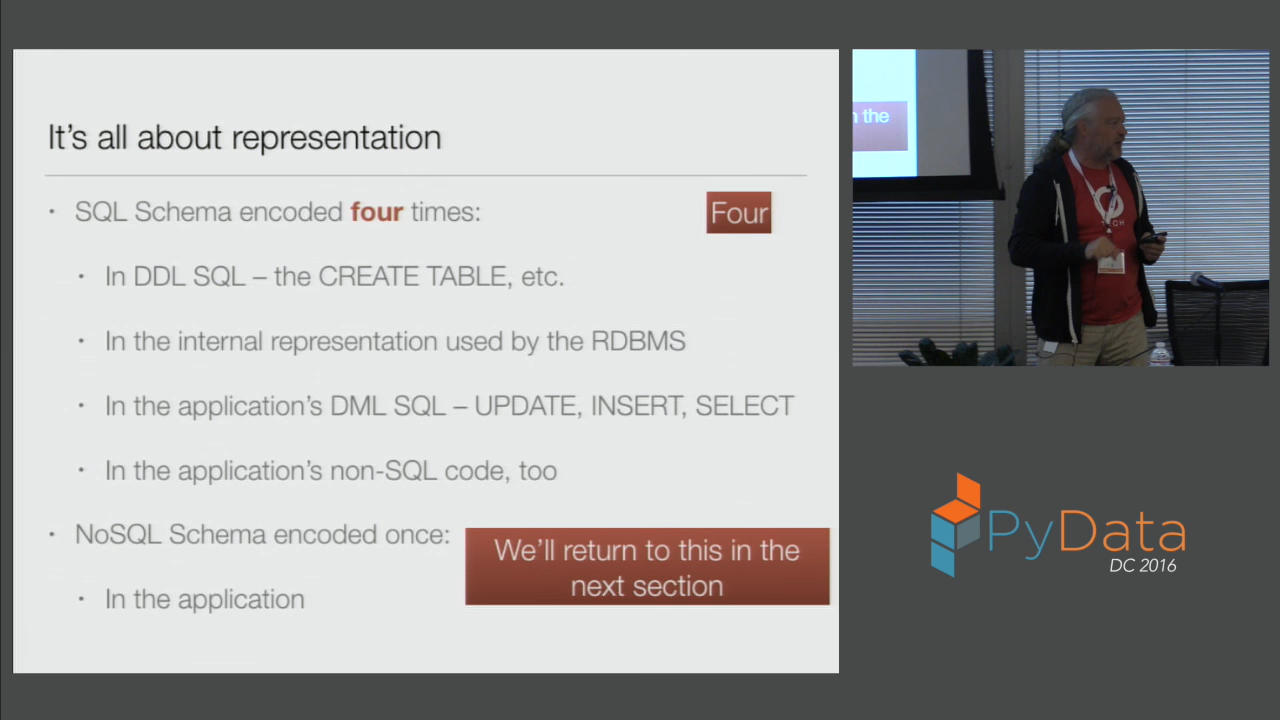 It's all about representation
• SQL Schema encoded four times:
Four
• In DDL SQL – the CREATE TABLE, etc.
• In the internal representation used by the RDBMS
• In the application's DML SQL – UPDATE, INSERT, SELECT
• In the application's non-SQL code, too
• NoSQL Schema encoded once:
We'll return to this in the
next section
• In the application
the
PyData
DC 2016